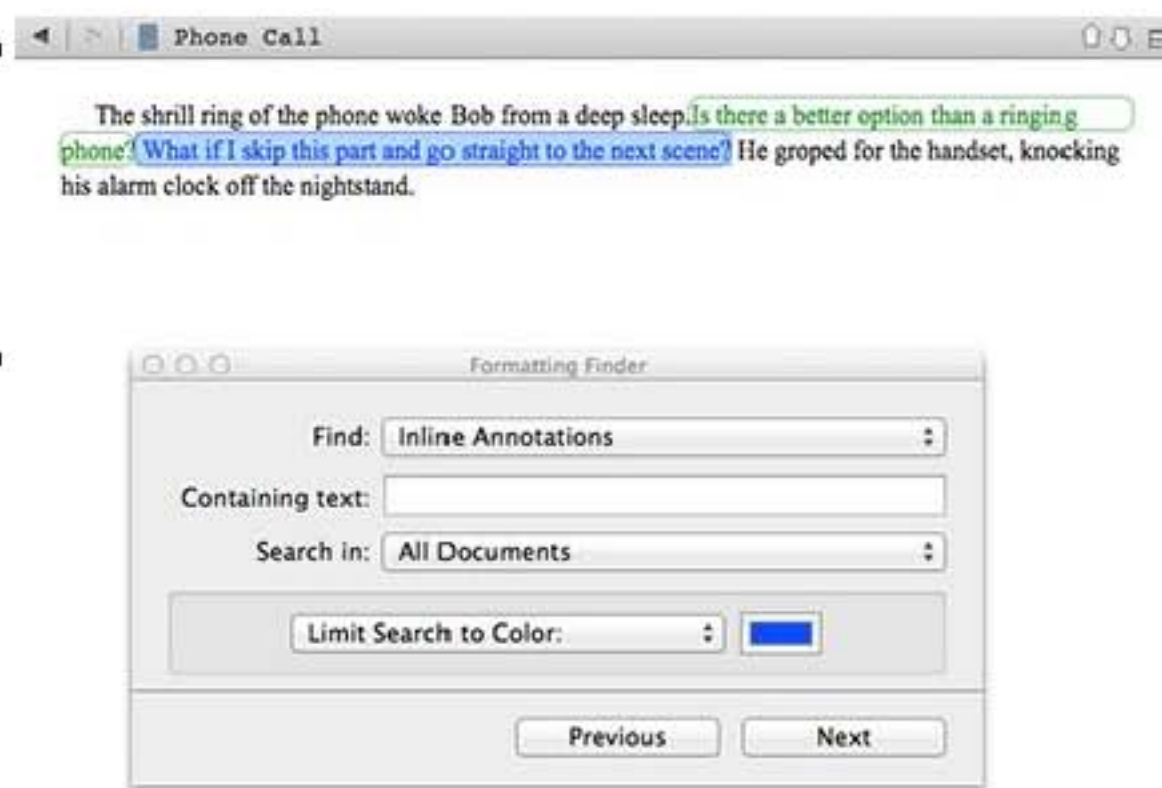 Phone Call
The shrill ring of the phone woke Bob from a deep sleep.Is there a better option than a ringing
phone? What if I skip this part and go straight to the next scene? He groped for the handset, knocking
his alarm clock off the nightstand.
Formatting Finder
Find: Inline Annotations
Containing text:
Search in: All Documents
Limit Search to Color:
Previous Next